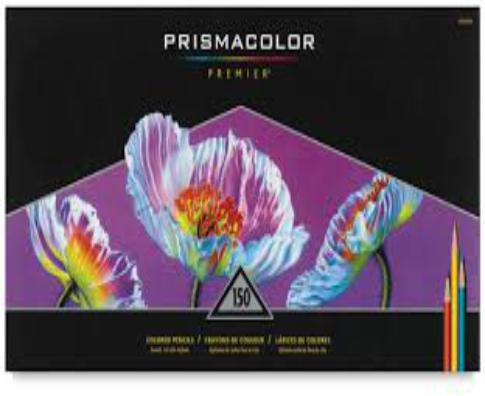 PRISMACOLOR
PREMIER
150
COLORED PENCILS / CRAYONS DE COULEUR / LÁPICES DE COLORES